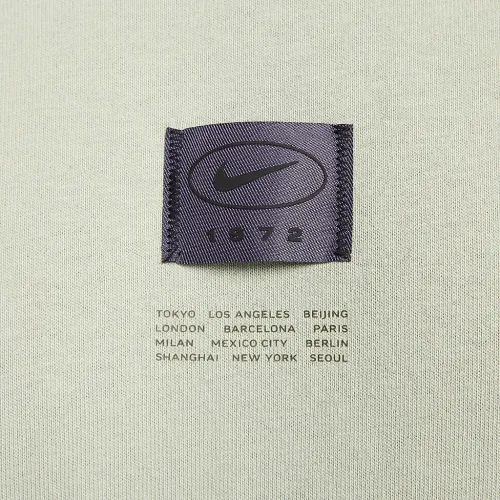 1972
TOKYO LOS ANGELES BEIJING
LONDON BARCELONA PARIS
MILAN MEXICO CITY BERLIN
SHANGHAI NEW YORK SEOUL